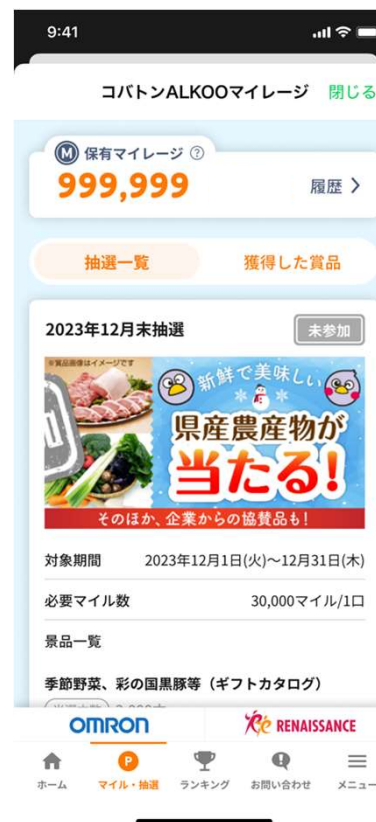 9:41
コバトンALKOOマイレージ 閉じる
M 保有マイレージ ?
999,999 履歴
抽選一覧 獲得した賞品
2023年12月末抽選 未参加
※賞品画像はイメージです
新鮮で美味しい
県産農産物が
当たる!
そのほか、企業からの協賛品も!
対象期間 2023年12月1日(火)~12月31日(木)
必要マイル数 30,000マイル/1口
景品一覧
季節野菜、彩の国黒豚等(ギフトカタログ)
OMRON RENAISSANCE
P
ホーム マイル・抽選 ランキング お問い合わせ メニュー